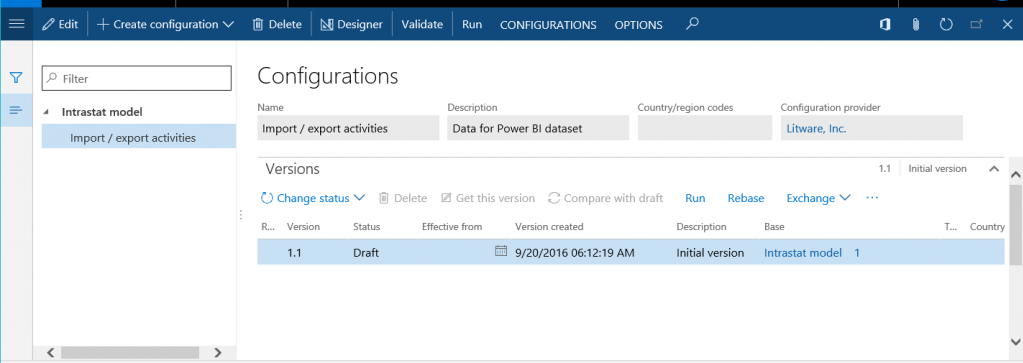 Edit + Create configuration Delete Designer Validate Run CONFIGURATIONS OPTIONS
Filter
Intrastat model
Import / export activities
Configurations
Name Description Country/region codes Configuration provider
Import / export activities Data for Power BI dataset Litware, Inc.
Versions 1.1 Initial version
Change status Delete Get this version Compare with draft Run Rebase Exchange ...
R... Version Status Effective from Version created Description Base T... Country
1.1 Draft 9/20/2016 06:12:19 AM Initial version Intrastat model 1